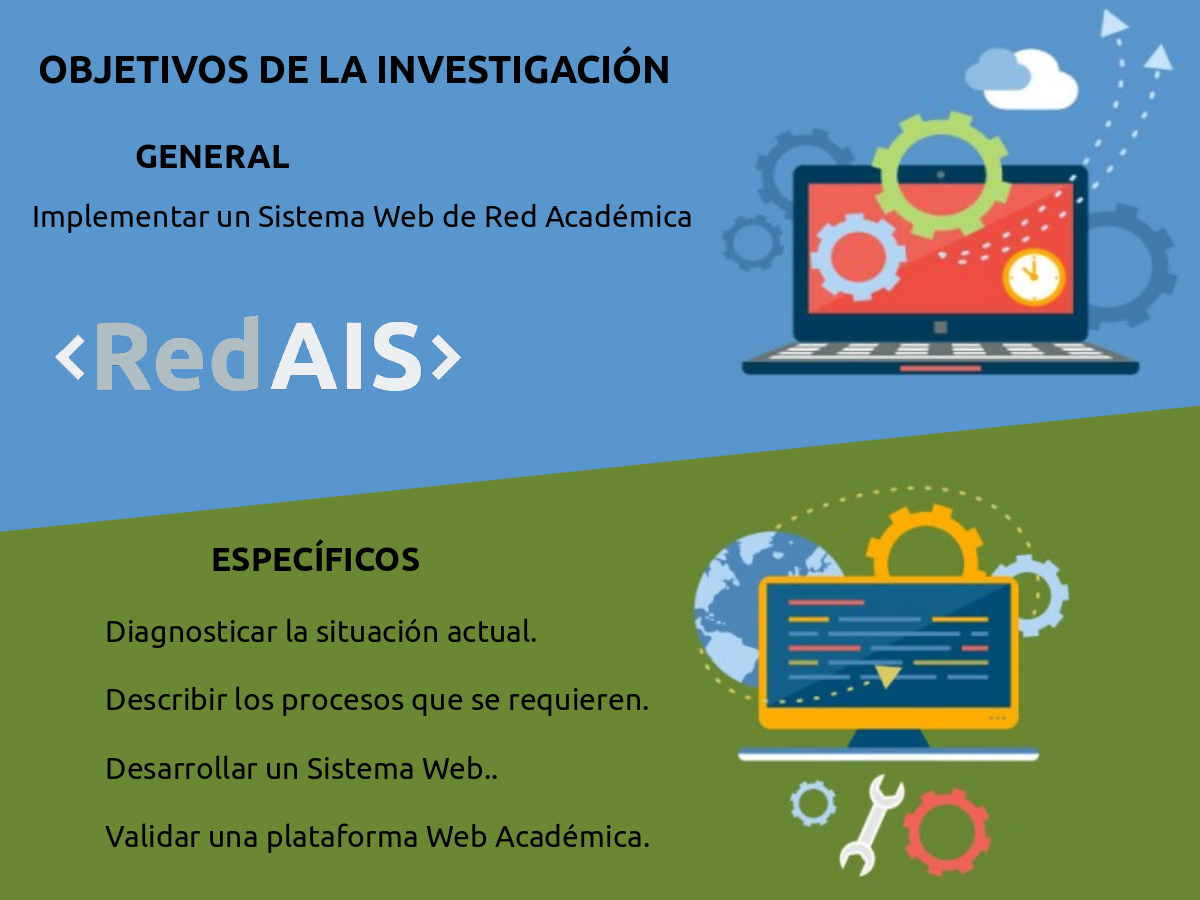 OBJETIVOS DE LA INVESTIGACIÓN
GENERAL
Implementar un Sistema Web de Red Académica
<RedAIS>
ESPECÍFICOS
Diagnosticar la situación actual.
Describir los procesos que se requieren.
Desarrollar un Sistema Web..
Validar una plataforma Web Académica.